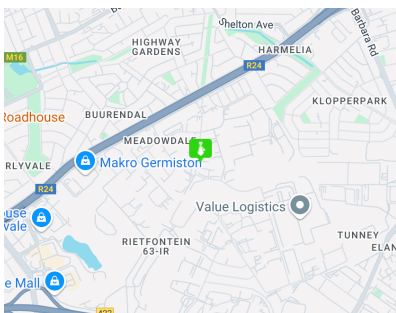 Shelton Ave
HIGHWAY
GARDENS
HARMELIA
Barbara Rd
M16
R24
KLOPPERPARK
Roadhouse
BUURENDAL
MEADOWDALE
Makro Germiston
RLYVALE
R24
Value Logistics
ouse
vale
TUNNEY
RIETFONTEIN
63-IR
ELAN
e Mall